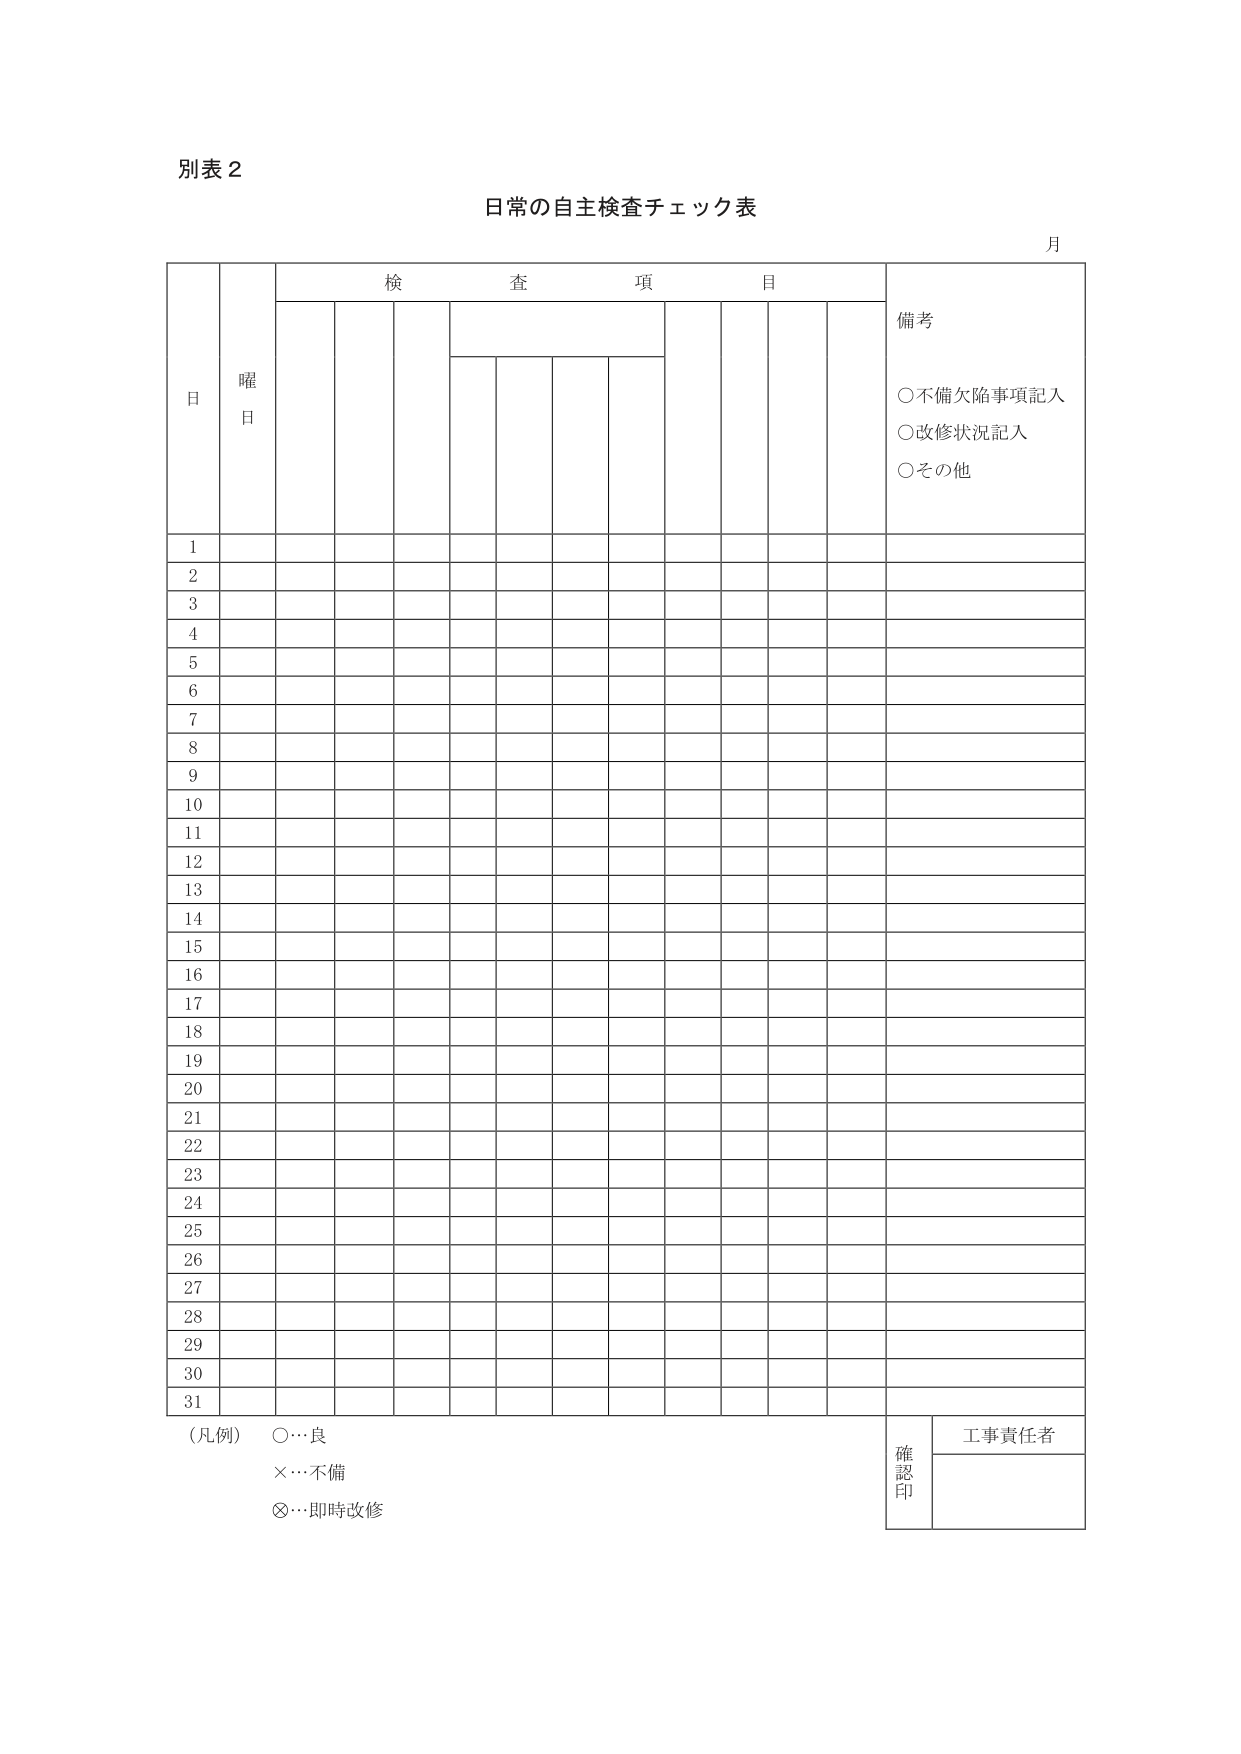 別表２
日常の自主検査チェック表
月
検　査　項　目
日
曜
日
備考
○不備欠陥事項記入
○改修状況記入
○その他
1
2
3
4
5
6
7
8
9
10
11
12
13
14
15
16
17
18
19
20
21
22
23
24
25
26
27
28
29
30
31
（凡例）　○…良
×…不備
⊗…即時改修
確認印
工事責任者